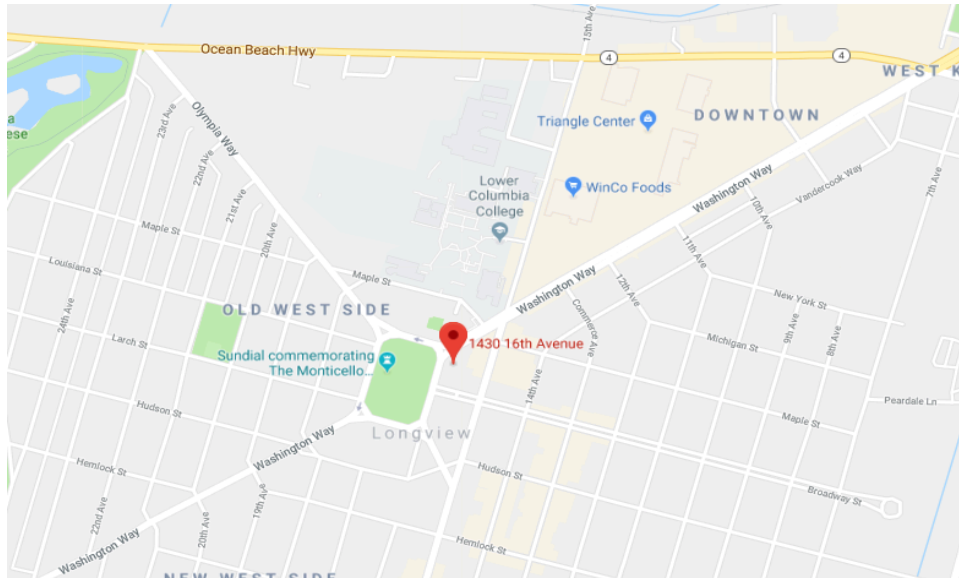 15th Ave
Ocean Beach Hwy
4
4
WEST K
ese
a
23rd Ave
Olympia Way
Triangle Center
DOWNTOWN
22nd Ave
Lower
Columbia
College
WinCo Foods
Washington Way
Vandercook Way
7th Ave
21st Ave
10th Ave
Maple St
20th Ave
11th Ave
Louisiana St
Maple St
12th Ave
Washington Way
New York St
24th Ave
OLD WEST SIDE
Commerce Ave
9th Ave
8th Ave
Larch St
1430 16th Avenue
Michigan St
Sundial commemorating
The Monticello...
14th Ave
Peardale Ln
Hudson St
Maple St
Longview
Washington Way
Hemlock St
Hudson St
Broadway St
22nd Ave
20th Ave
19th Ave
Washington Way
Hemlock St
NEW WEST SIDE